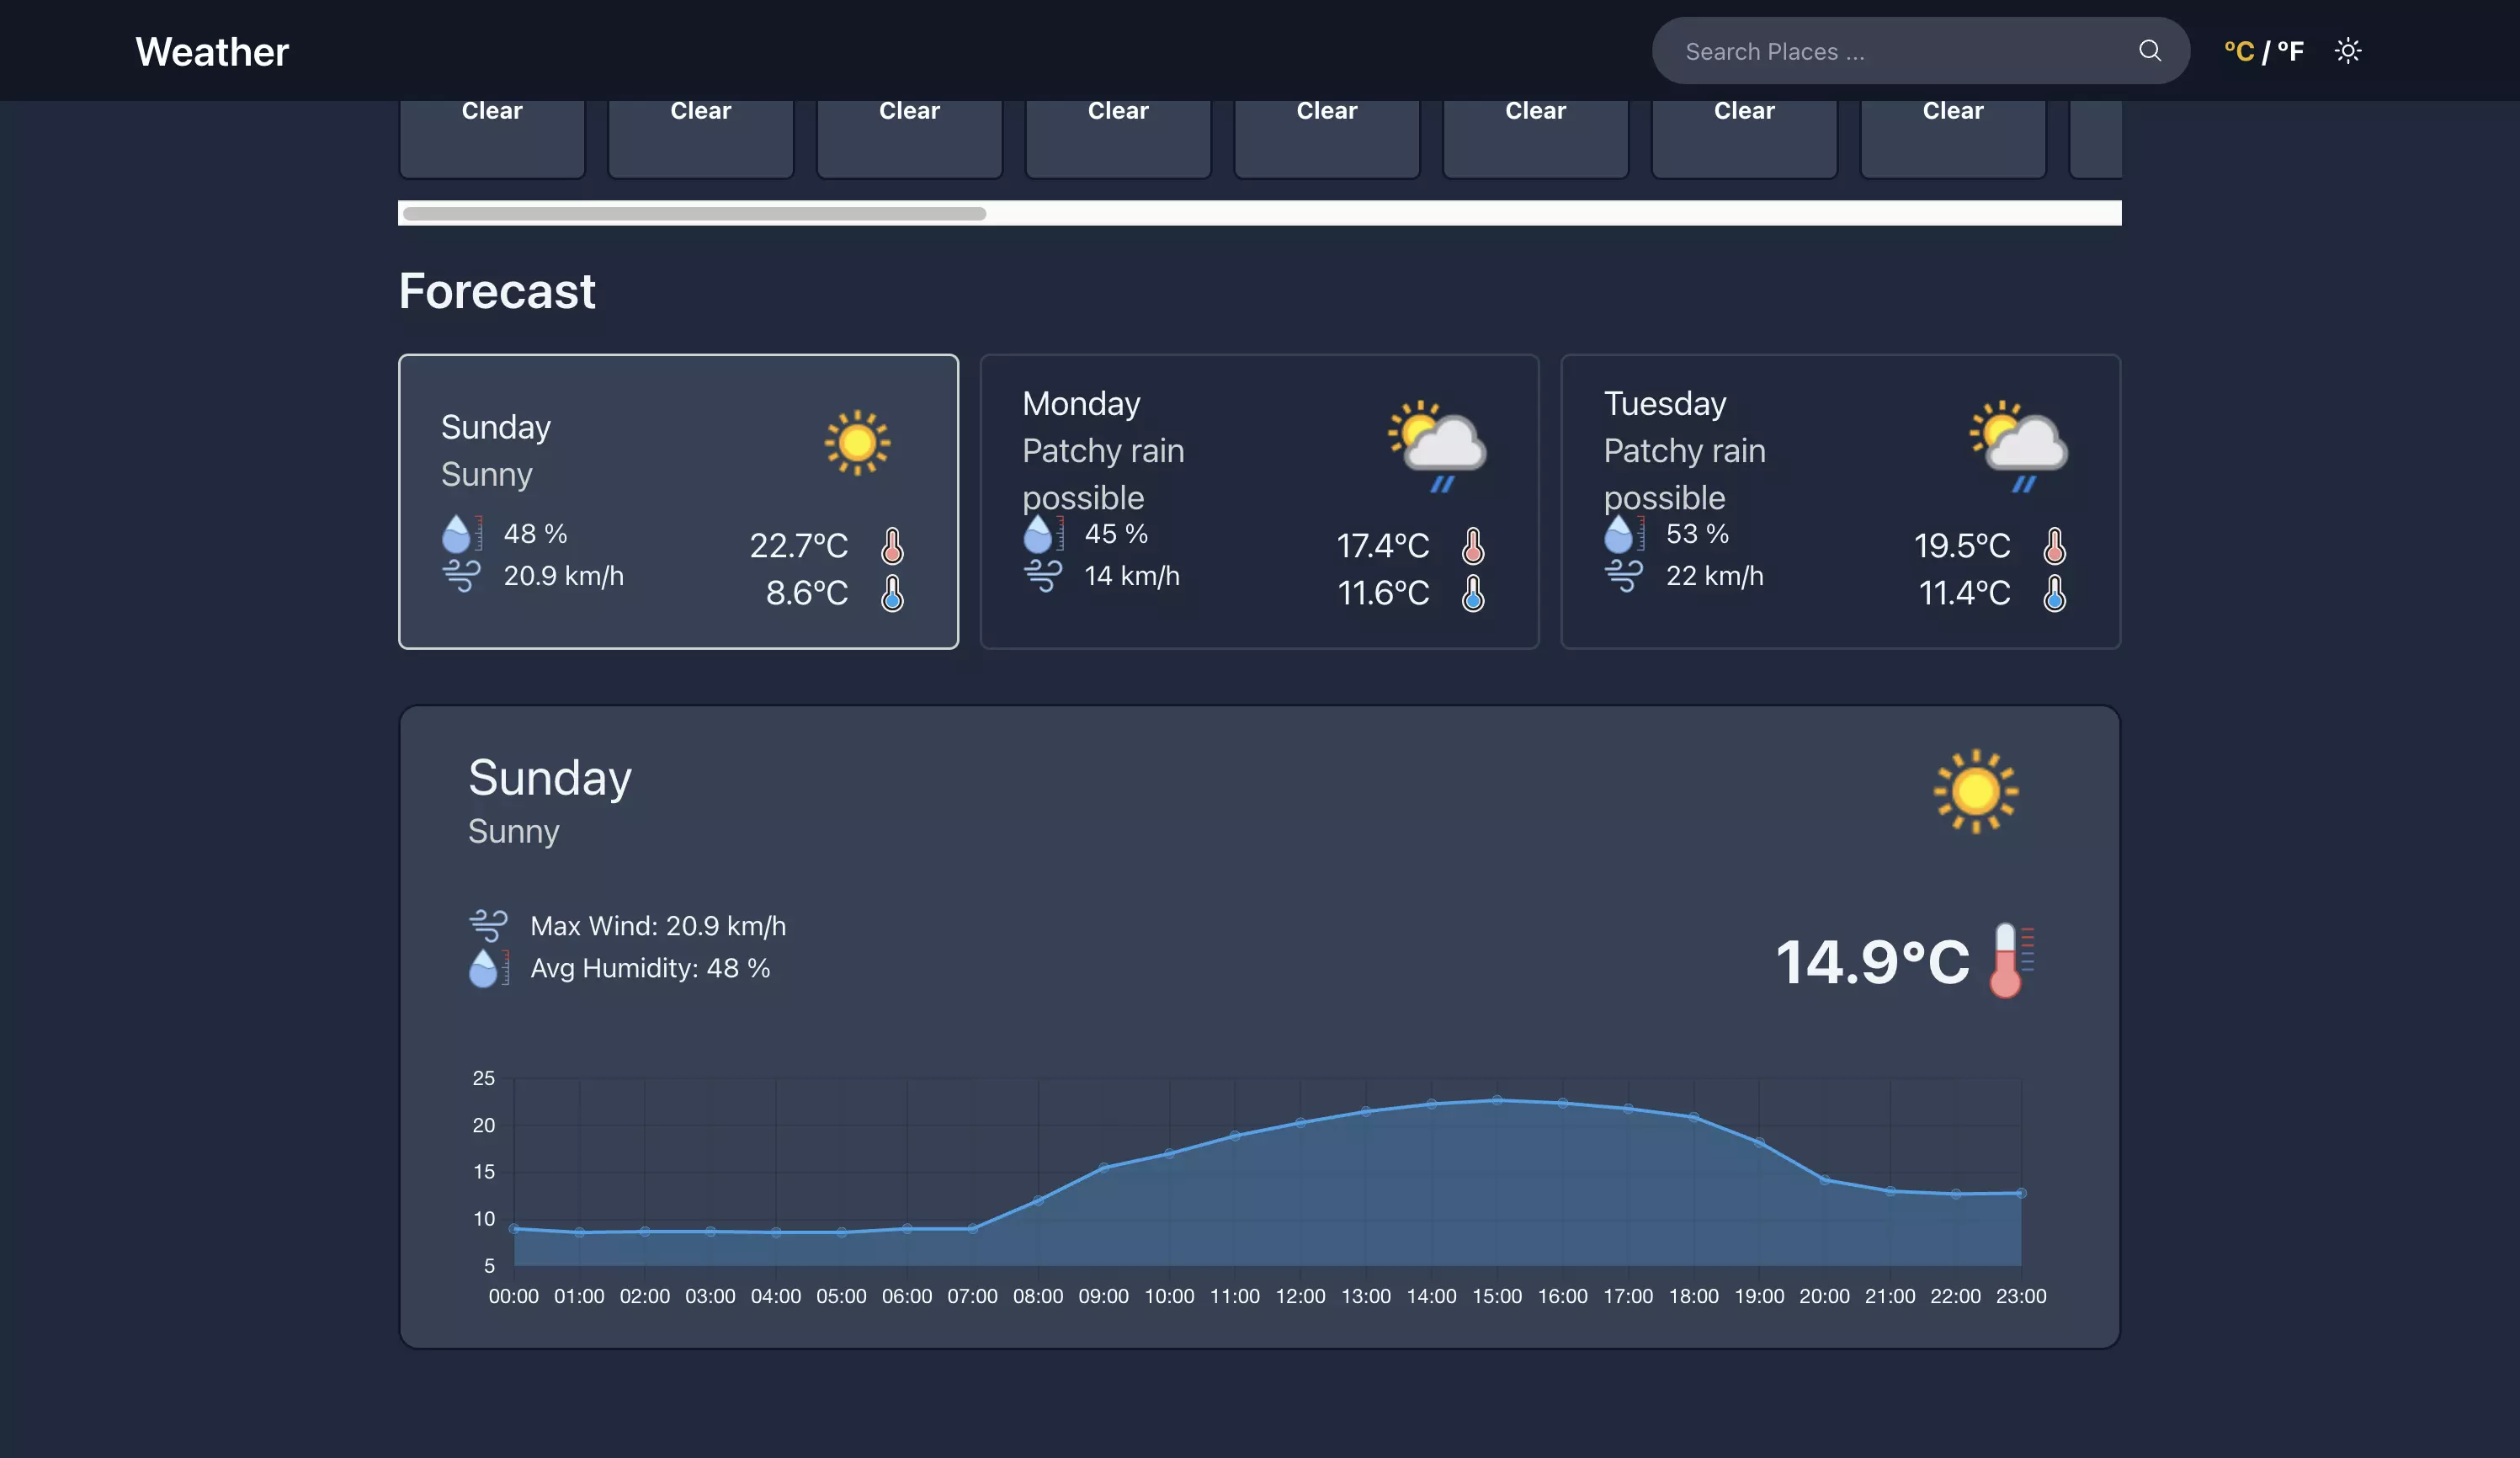 Weather
Search Places ...
°C / °F
Clear Clear Clear Clear Clear Clear Clear Clear
Forecast
Sunday
Sunny
48 %
20.9 km/h
22.7°C
8.6°C
Monday
Patchy rain
possible
45 %
14 km/h
17.4°C
11.6°C
Tuesday
Patchy rain
possible
53 %
22 km/h
19.5°C
11.4°C
Sunday
Sunny
Max Wind: 20.9 km/h
Avg Humidity: 48 %
14.9°C
25
20
15
10
5
00:00 01:00 02:00 03:00 04:00 05:00 06:00 07:00 08:00 09:00 10:00 11:00 12:00 13:00 14:00 15:00 16:00 17:00 18:00 19:00 20:00 21:00 22:00 23:00